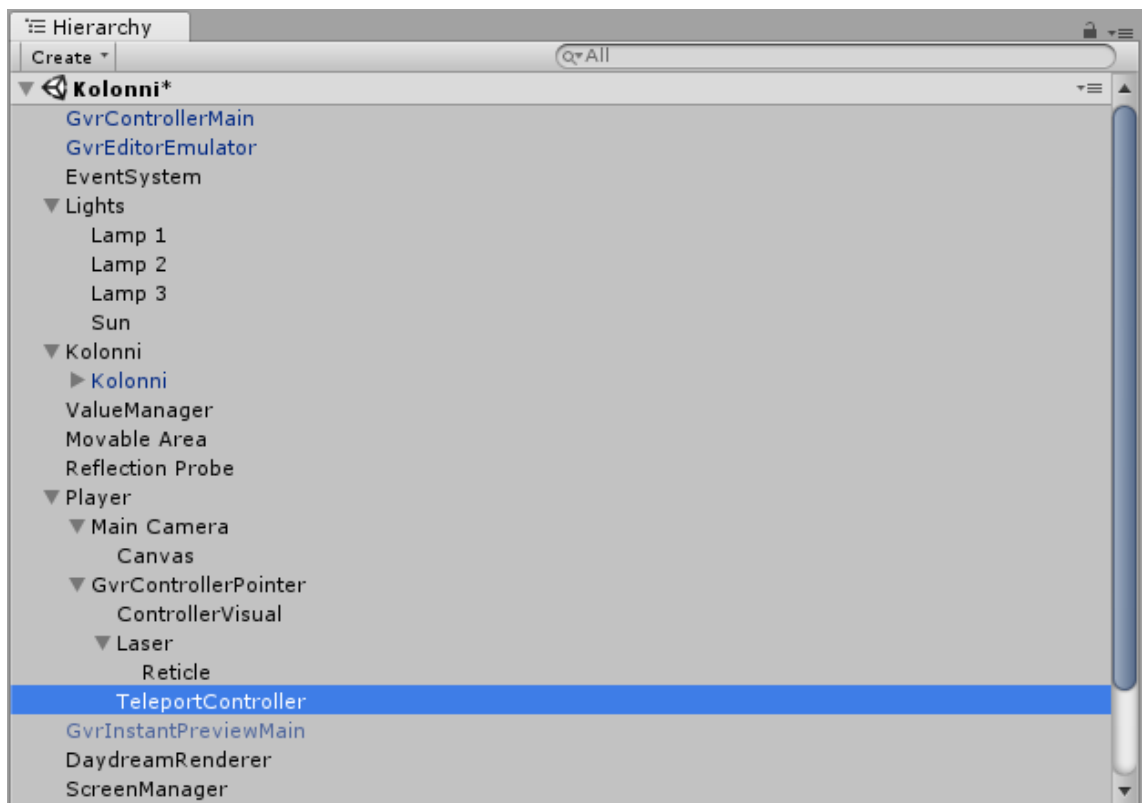 Hierarchy
Create All
Kolonni*
GvrControllerMain
GvrEditorEmulator
EventSystem
Lights
Lamp 1
Lamp 2
Lamp 3
Sun
Kolonni
Kolonni
ValueManager
Movable Area
Reflection Probe
Player
Main Camera
Canvas
GvrControllerPointer
ControllerVisual
Laser
Reticle
TeleportController
GvrInstantPreviewMain
DaydreamRenderer
ScreenManager